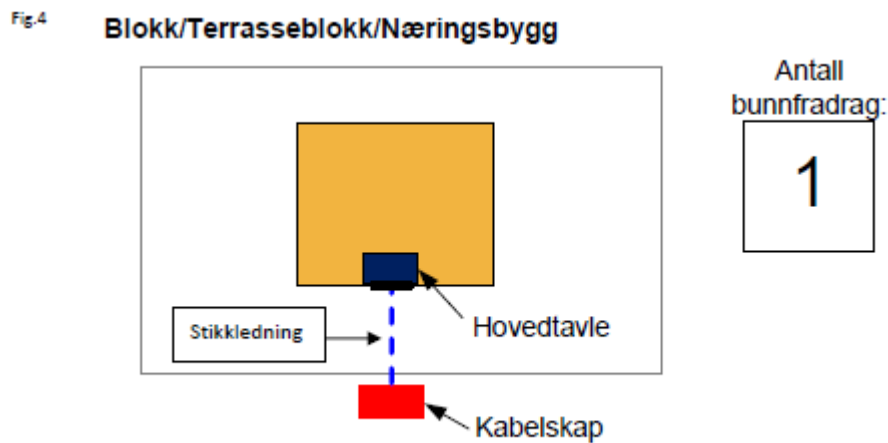 Fig.4
Blokk/Terrasseblokk/Næringsbygg
Antall
bunnfradrag:
1
Stikkledning
Hovedtavle
Kabelskap